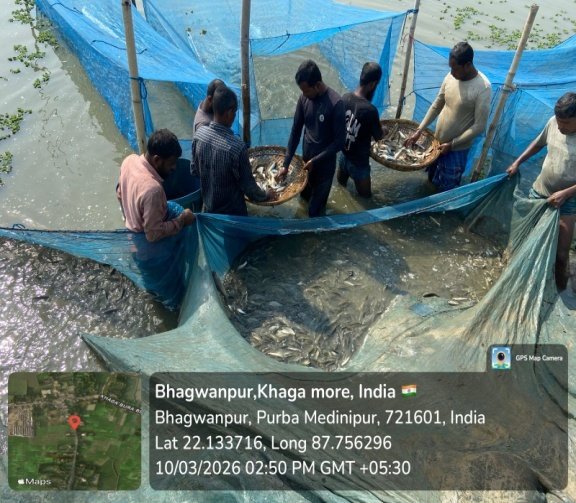 GPS Map Camera
Bhagwanpur,Khaga more, India 🇮🇳
Bhagwanpur, Purba Medinipur, 721601, India
Lat 22.133716, Long 87.756296
10/03/2026 02:50 PM GMT +05:30
Maps